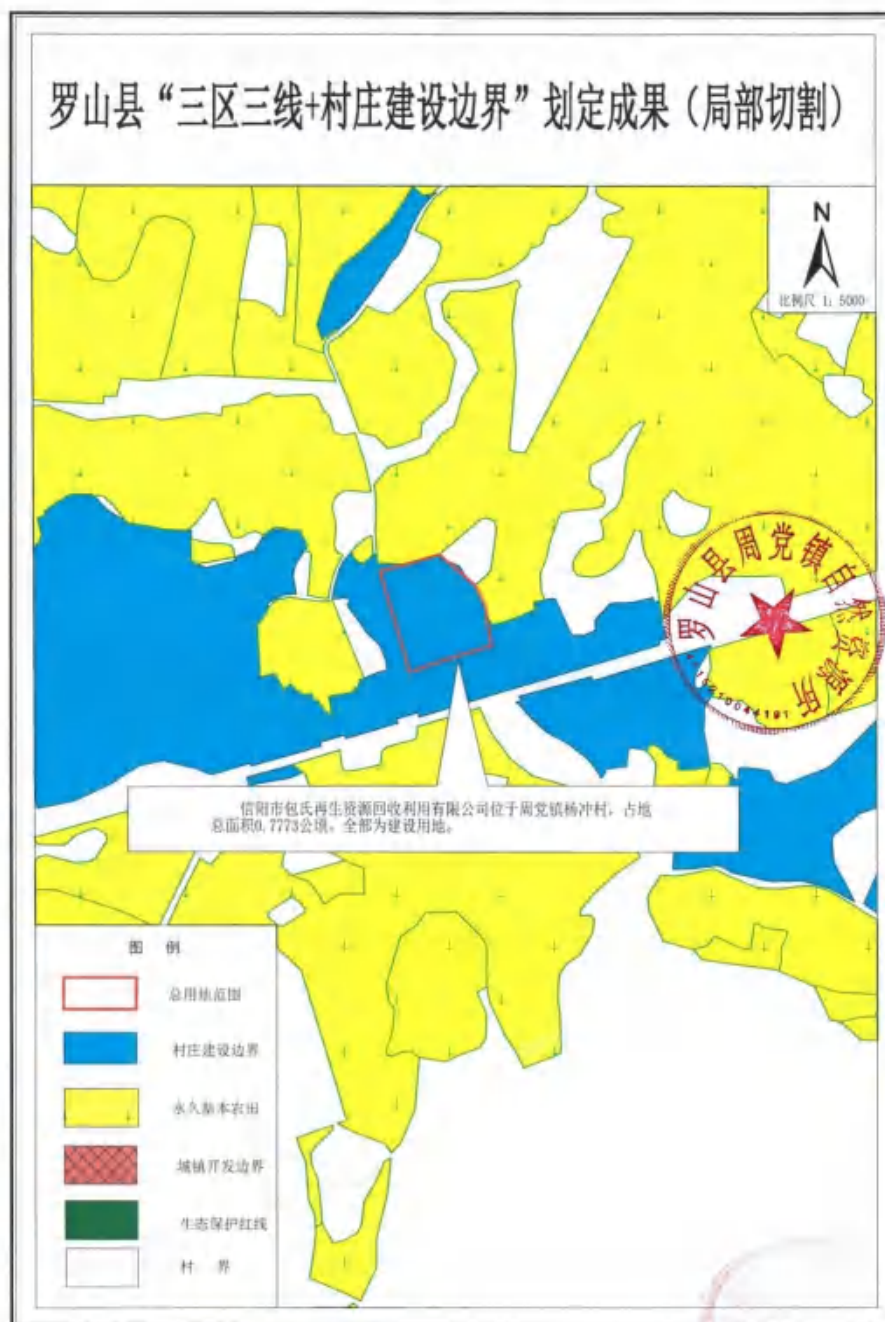 罗山县“三区三线+村庄建设边界”划定成果（局部切割）
N
比例尺 1: 5000
罗山县周党镇自然资源所
信阳市包氏再生资源回收利用有限公司位于周党镇杨冲村，占地
总面积0.7773公顷。全部为建设用地。
图 例
总用地范围
村庄建设边界
永久基本农田
城镇开发边界
生态保护红线
村 界